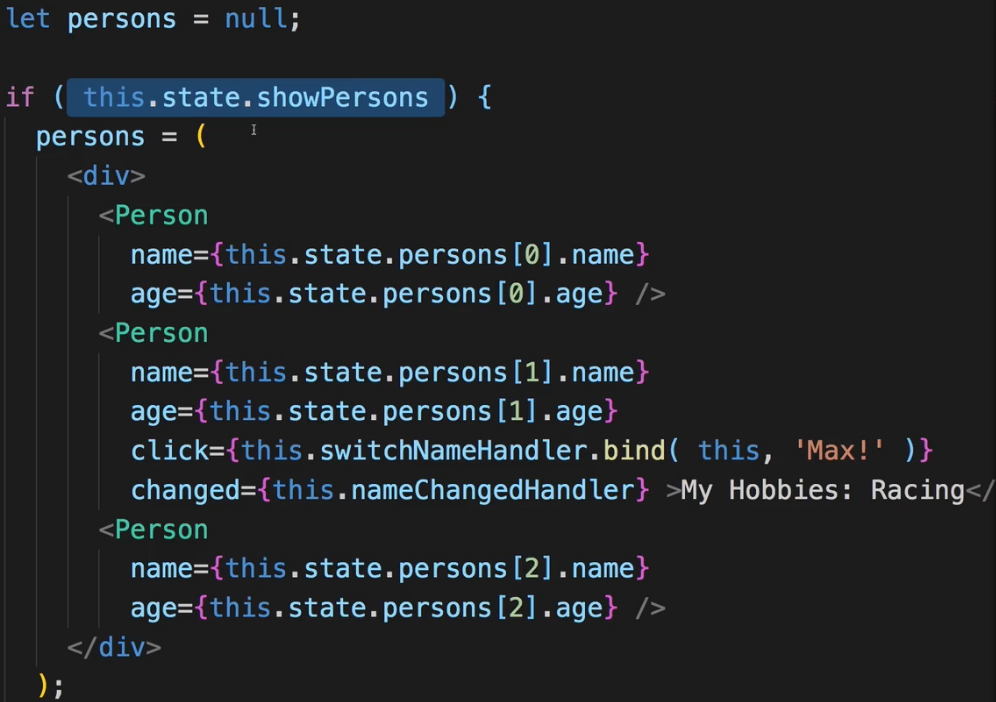 let persons = null;
if ( this.state.showPersons ) {
persons = (
<div>
<Person
name={this.state.persons[0].name}
age={this.state.persons[0].age} />
<Person
name={this.state.persons[1].name}
age={this.state.persons[1].age}
click={this.switchNameHandler.bind( this, 'Max!' )}
changed={this.nameChangedHandler} >My Hobbies: Racing</
<Person
name={this.state.persons[2].name}
age={this.state.persons[2].age} />
</div>
);